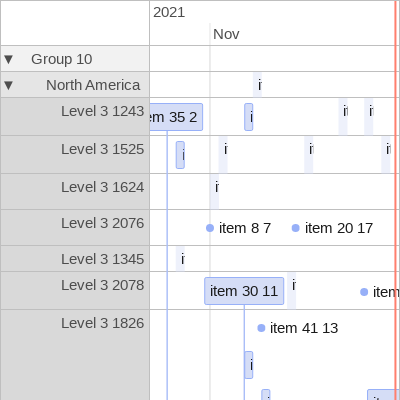 2021
Nov
▼ Group 10
▼ North America
Level 3 1243
35 2
Level 3 1525
Level 3 1624
Level 3 2076
item 8 7
item 20 17
Level 3 1345
Level 3 2078
item 30 11
item
Level 3 1826
item 41 13